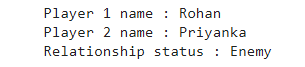 Player 1 name : Rohan
Player 2 name : Priyanka
Relationship status : Enemy